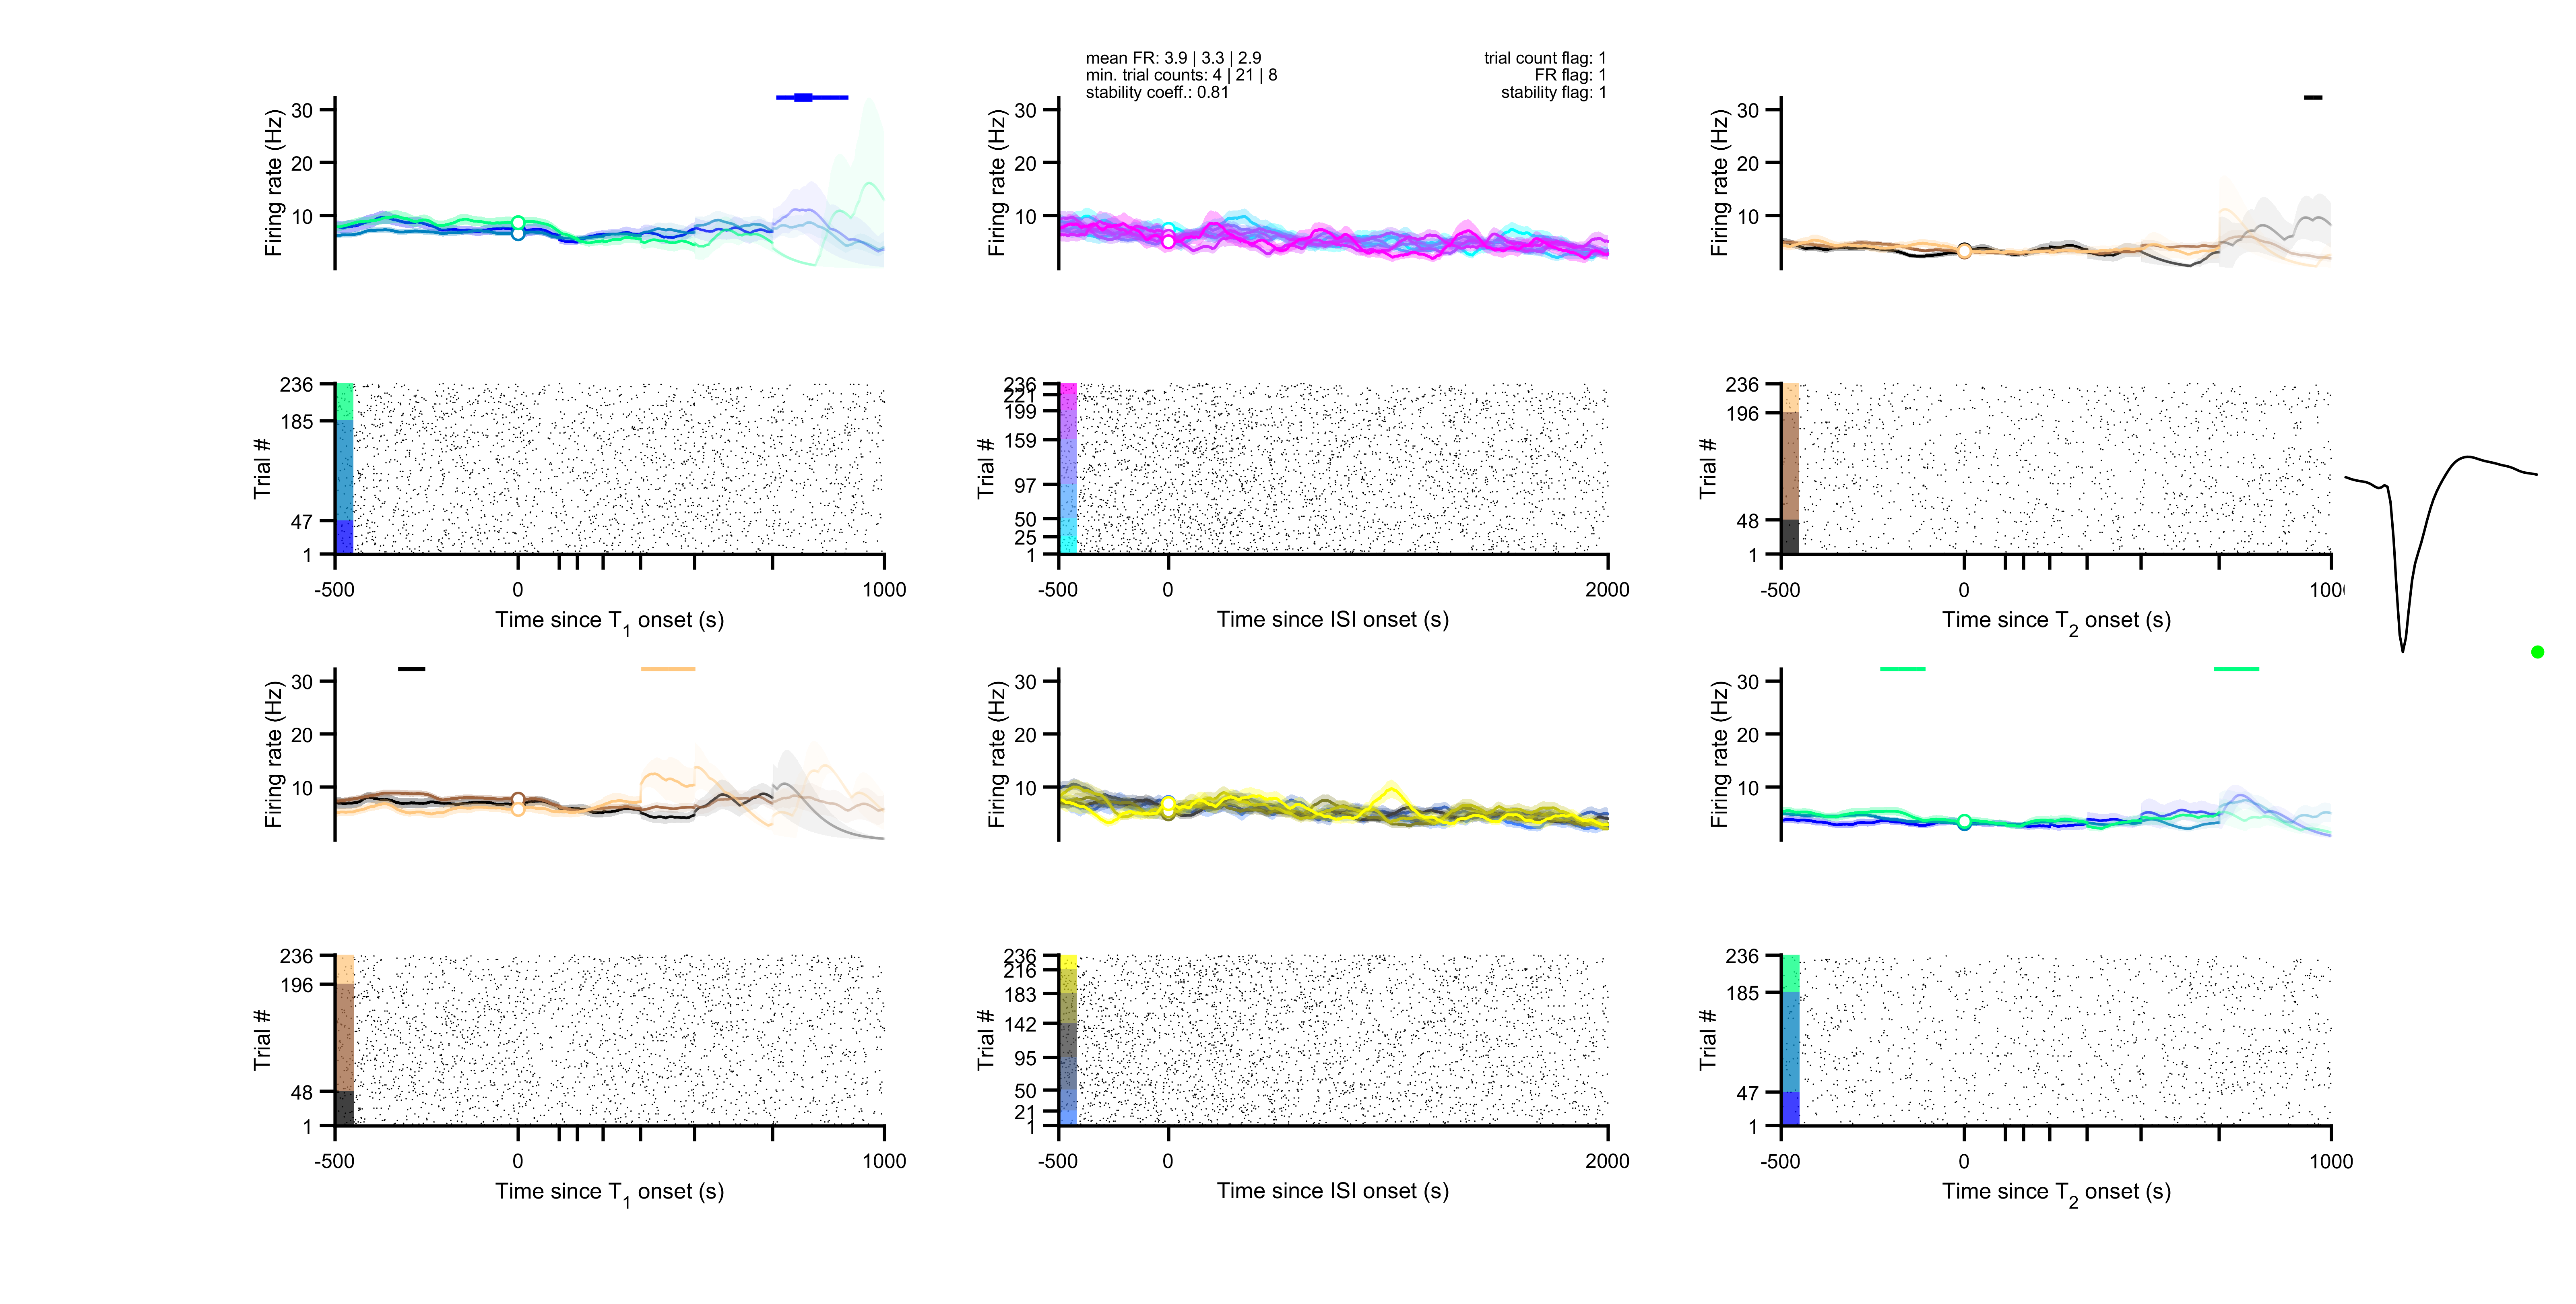 mean FR: 3.9 | 3.3 | 2.9
min. trial counts: 4 | 21 | 8
stability coeff.: 0.81
trial count flag: 1
FR flag: 1
stability flag: 1
Firing rate (Hz)
30
20
10
Firing rate (Hz)
30
20
10
Firing rate (Hz)
30
20
10
Trial #
236
185
47
1
-500
0
1000
Time since T1 onset (s)
Trial #
236
221
199
159
97
50
25
1
-500
0
2000
Time since ISI onset (s)
Trial #
236
196
48
1
-500
0
Time since T2 onset (s)
Firing rate (Hz)
30
20
10
Firing rate (Hz)
30
20
10
Firing rate (Hz)
30
20
10
Trial #
236
196
48
1
-500
0
1000
Time since T1 onset (s)
Trial #
236
216
183
142
95
50
21
1
-500
0
2000
Time since ISI onset (s)
Trial #
236
185
47
1
-500
0
1000
Time since T2 onset (s)